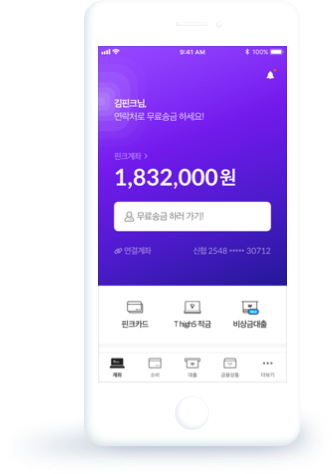 9:41 AM
100%
김핀크님,
연락처로 무료송금 하세요!
핀크계좌 >
1,832,000원
무료송금 하러 가기!
연결계좌
신협 2548 ••••• 30712
핀크카드
T high5 적금
비상금대출
계좌
소비
대출
금융상품
더보기